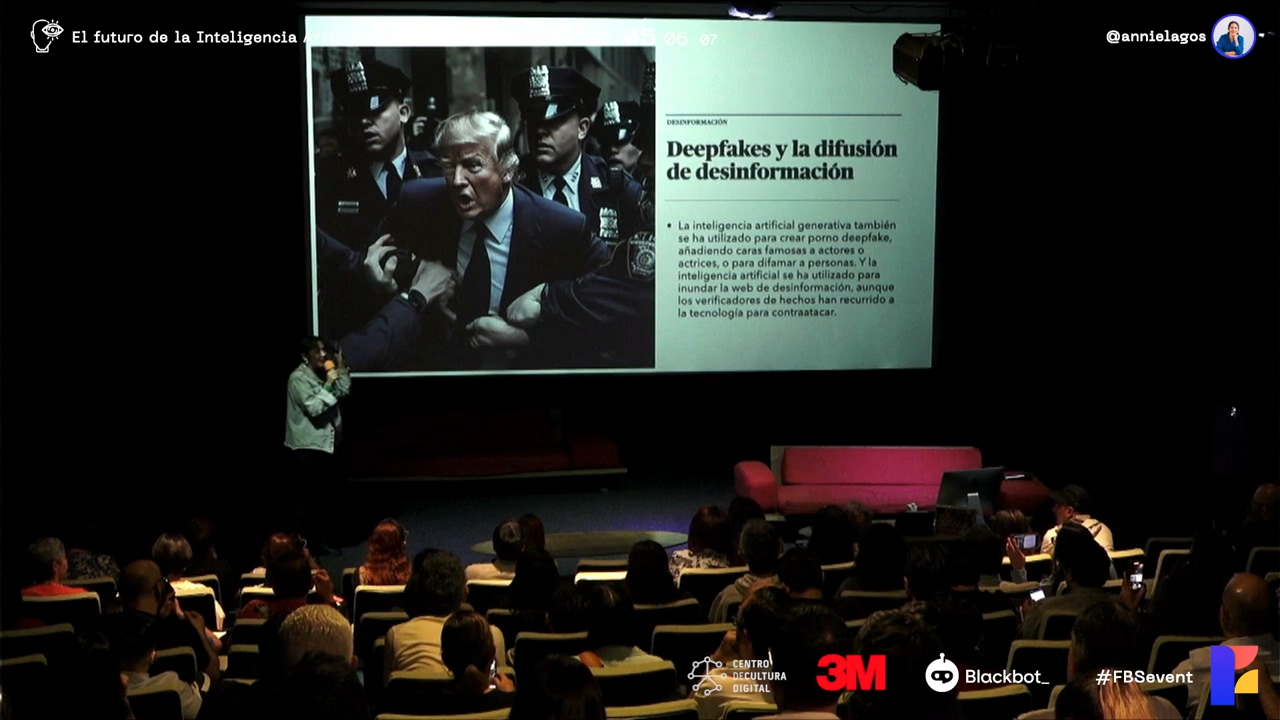 El futuro de la Inteligencia
05 06 07
@annielagos
DESINFORMACIÓN
Deepfakes y la difusión
de desinformación
• La inteligencia artificial generativa también
se ha utilizado para crear porno deepfake,
añadiendo caras famosas a actores o
actrices, o para difamar a personas. Y la
inteligencia artificial se ha utilizado para
inundar la web de desinformación, aunque
los verificadores de hechos han recurrido a
la tecnología para contraatacar.
CENTRO
DECULTURA
DIGITAL
3M
Blackbot_
#FBSevent